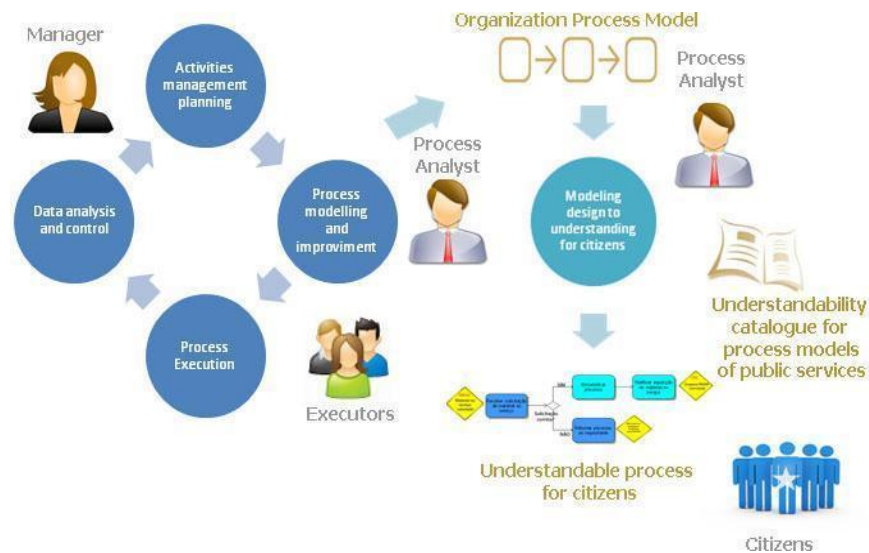 Manager
Activities
management
planning
Data analysis
and control
Process
modelling
and
improviment
Process
Analyst
Process
Execution
Executors
Organization Process Model
Process
Analyst
Modeling
design to
understanding
for citizens
Understandability
catalogue for
process models
of public services
SIM
NÃO
Understandable process
for citizens
Citizens